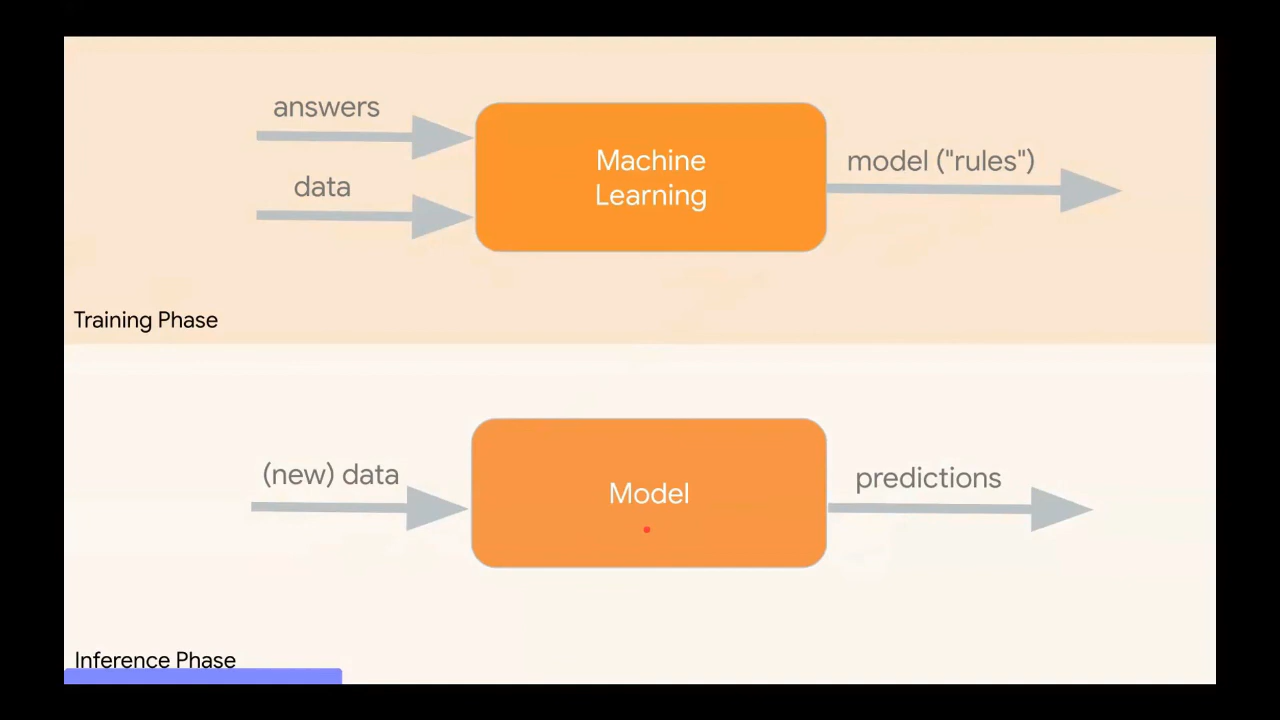 answers
data
Machine
Learning
model ("rules")
Training Phase
(new) data
Model
predictions
Inference Phase